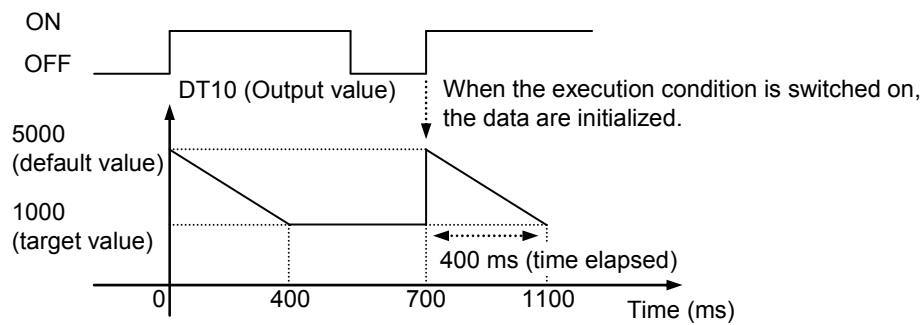 ON
OFF
DT10 (Output value)
When the execution condition is switched on,
the data are initialized.
5000
(default value)
1000
(target value)
400 ms (time elapsed)
0
400
700
1100
Time (ms)